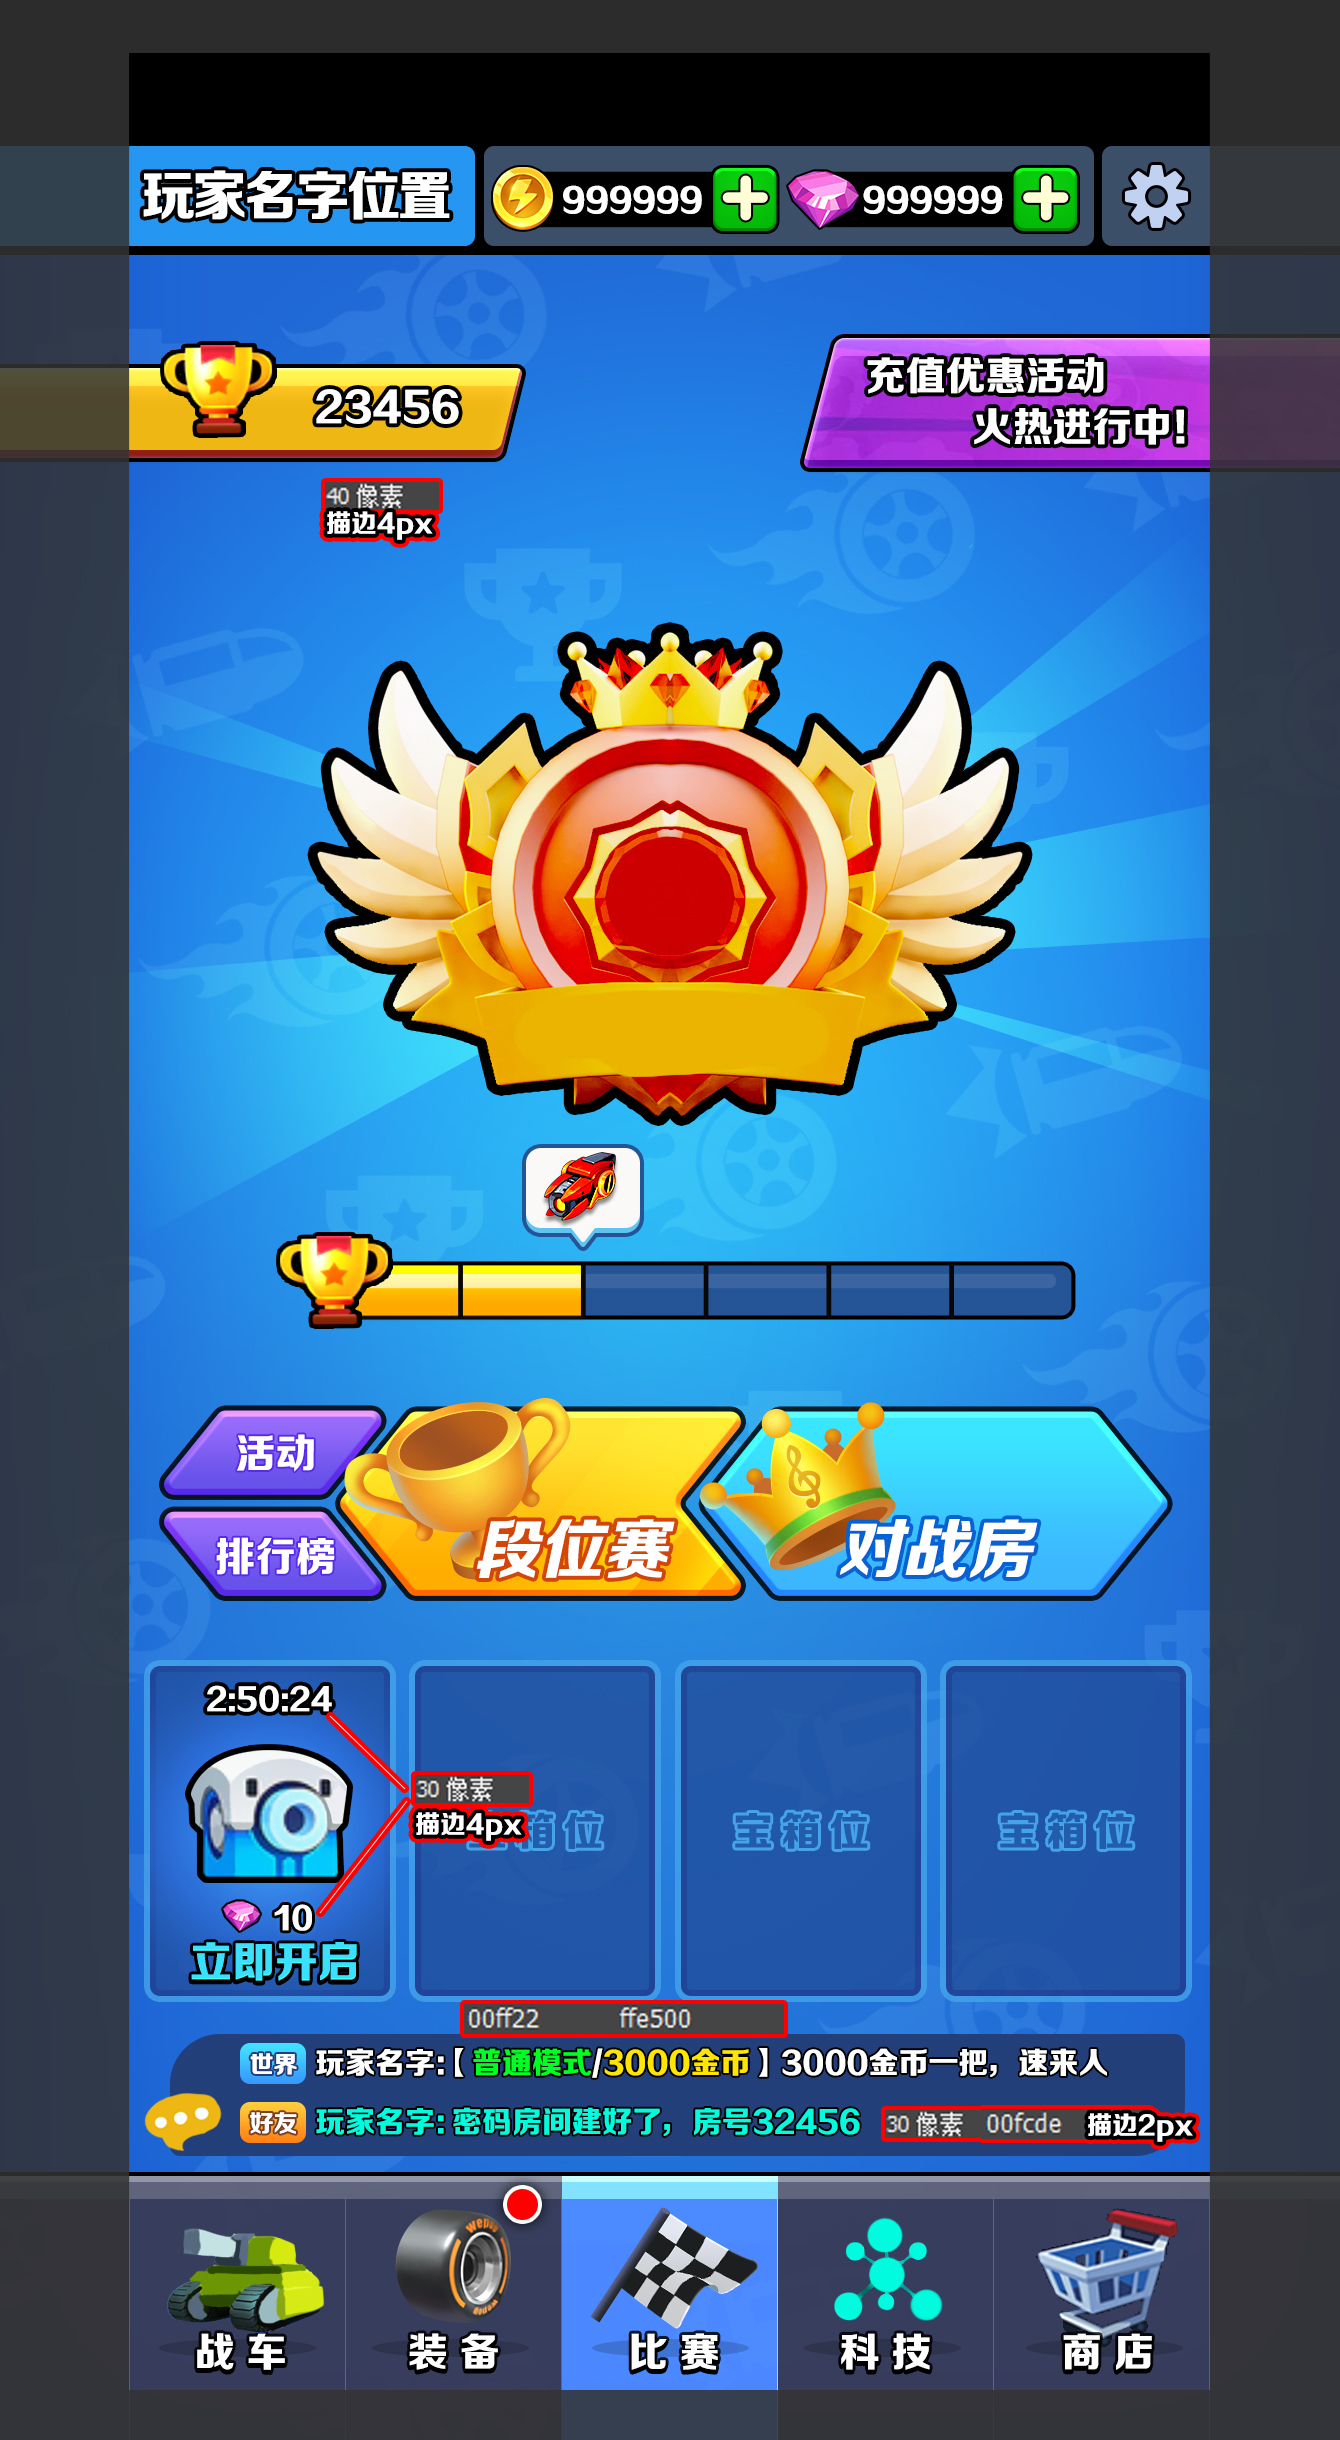 玩家名字位置
999999
999999
23456
充值优惠活动
火热进行中!
40 像素
描边4px
活动
排行榜
段位赛
对战房
2:50:24
30 像素
描边4px
箱位
宝箱位
宝箱位
10
立即开启
00ff22 ffe500
世界 玩家名字:【普通模式/3000金币】3000金币一把，速来人
好友 玩家名字: 密码房间建好了，房号32456
30 像素 00fcde 描边2px
战车
装备
比赛
科技
商店